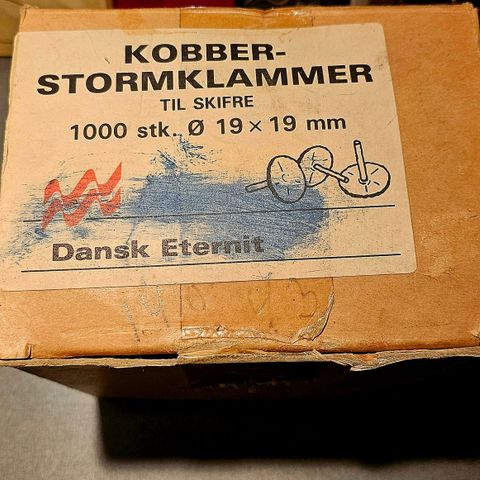 KOBBER-
STORMKLAMMER
TIL SKIFRE
1000 stk. Ø 19 × 19 mm
Dansk Eternit